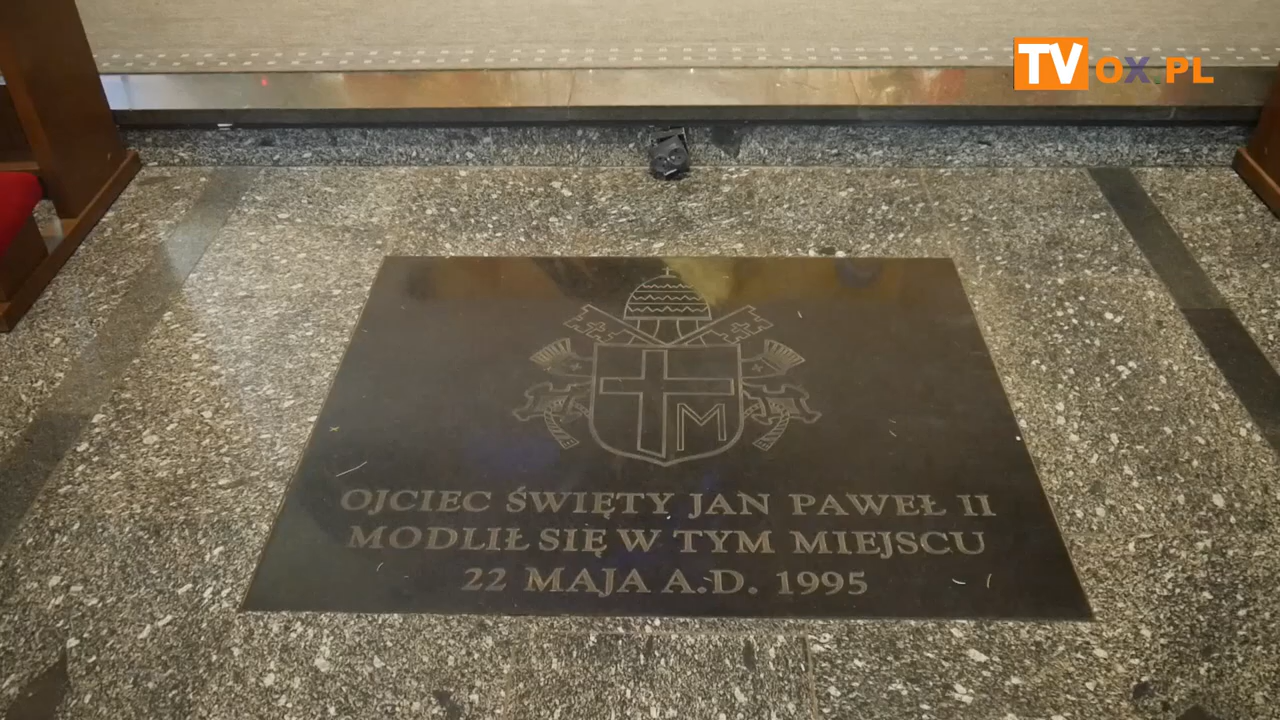 TVOX.PL
M
OJCIEC ŚWIĘTY JAN PAWEŁ II
MODLIŁ SIĘ W TYM MIEJSCU
22 MAJA A.D. 1995